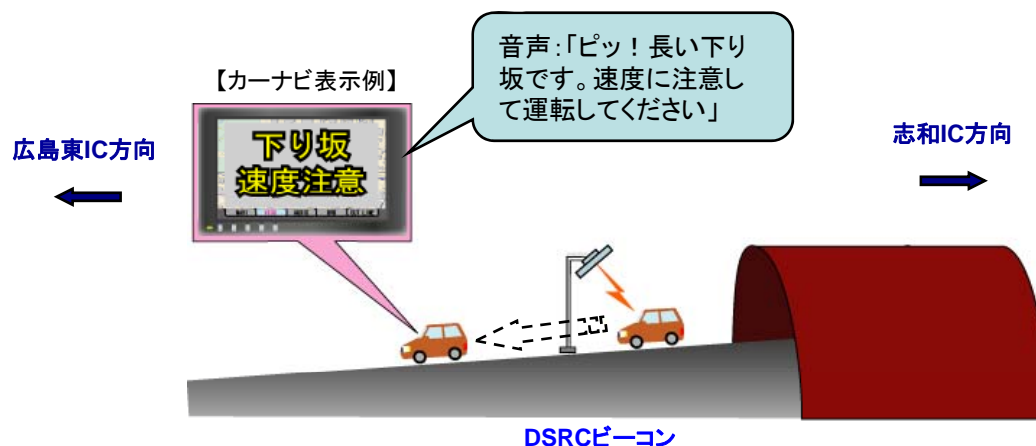 音声:「ピッ!長い下り
坂です。速度に注意し
て運転してください」
【カーナビ表示例】
広島東IC方向
志和IC方向
下り坂
速度注意
DSRCビーコン